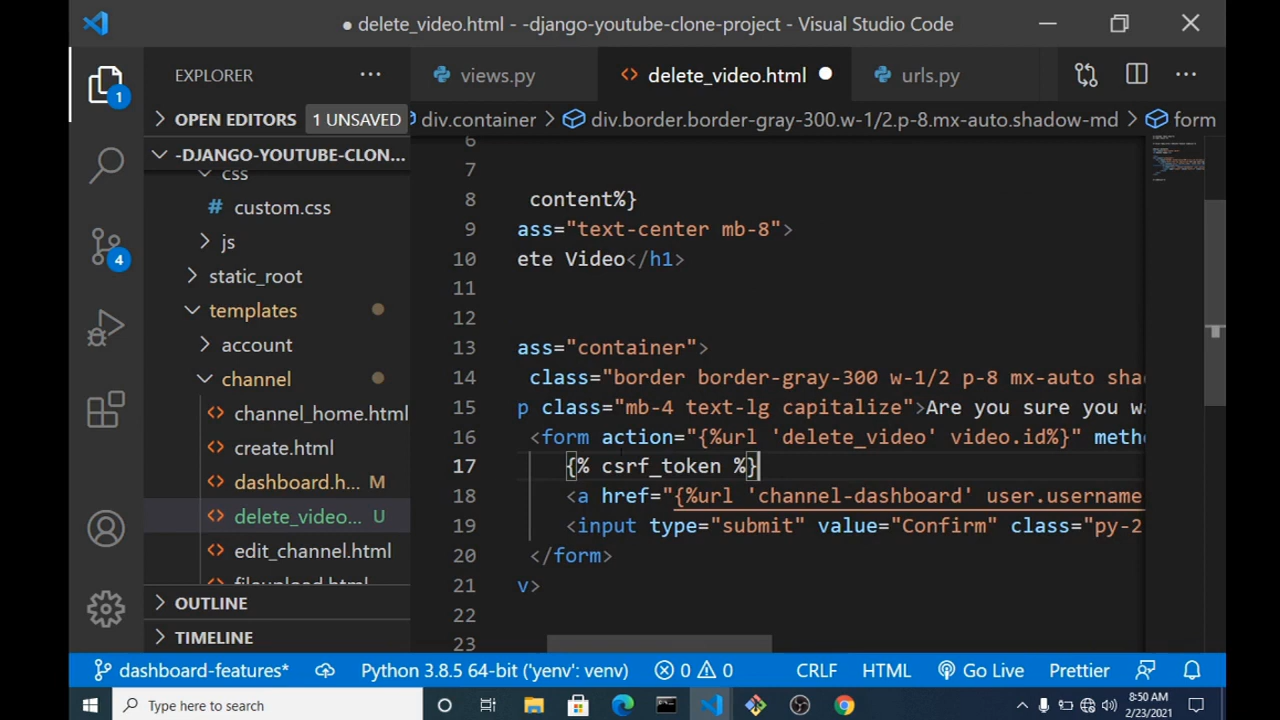 ● delete_video.html - -django-youtube-clone-project - Visual Studio Code
EXPLORER
views.py
delete_video.html
urls.py
OPEN EDITORS 1 UNSAVED
div.container > div.border.border-gray-300.w-1/2.p-8.mx-auto.shadow-md > form
-DJANGO-YOUTUBE-CLON...
css
# custom.css
js
static_root
templates
account
channel
channel_home.html
create.html
dashboard.h... M
delete_video... U
edit_channel.html
fileupload.html
OUTLINE
TIMELINE
1
4
6
7
8 content%}
9 ass="text-center mb-8">
10 ete Video</h1>
11
12
13 ass="container">
14 class="border border-gray-300 w-1/2 p-8 mx-auto sha
15 p class="mb-4 text-lg capitalize">Are you sure you wa
16 <form action="{%url 'delete_video' video.id%}" metho
17 {% csrf_token %}
18 <a href="{%url 'channel-dashboard' user.username
19 <input type="submit" value="Confirm" class="py-2
20 </form>
21 v>
22
23
dashboard-features* Python 3.8.5 64-bit ('yenv': venv) 0 0 CRLF HTML Go Live Prettier
Type here to search
8:50 AM
2/23/2021